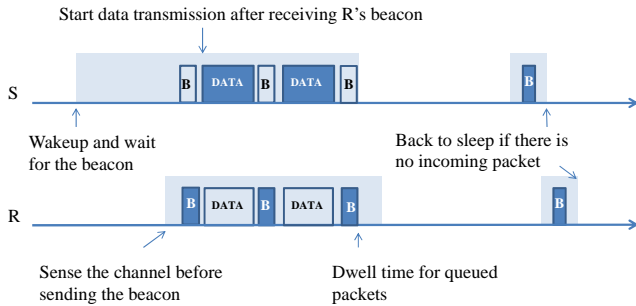 Start data transmission after receiving R's beacon
B DATA B DATA B B
S
Wakeup and wait
for the beacon
Back to sleep if there is
no incoming packet
B DATA B DATA B B
R
Sense the channel before
sending the beacon
Dwell time for queued
packets